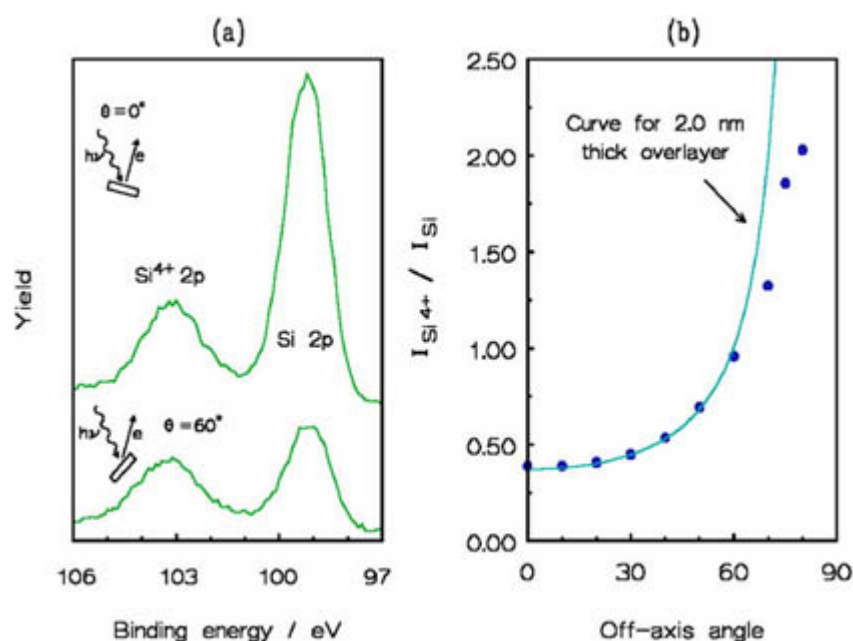 (a)
θ=0°
hν
e
Si⁴⁺ 2p
Si 2p
hν
e
θ=60°
Yield
106 103 100 97
Binding energy / eV
(b)
2.50
2.00
1.50
1.00
0.50
0.00
Curve for 2.0 nm
thick overlayer
I Si⁴⁺ / I Si
0 30 60 90
Off-axis angle